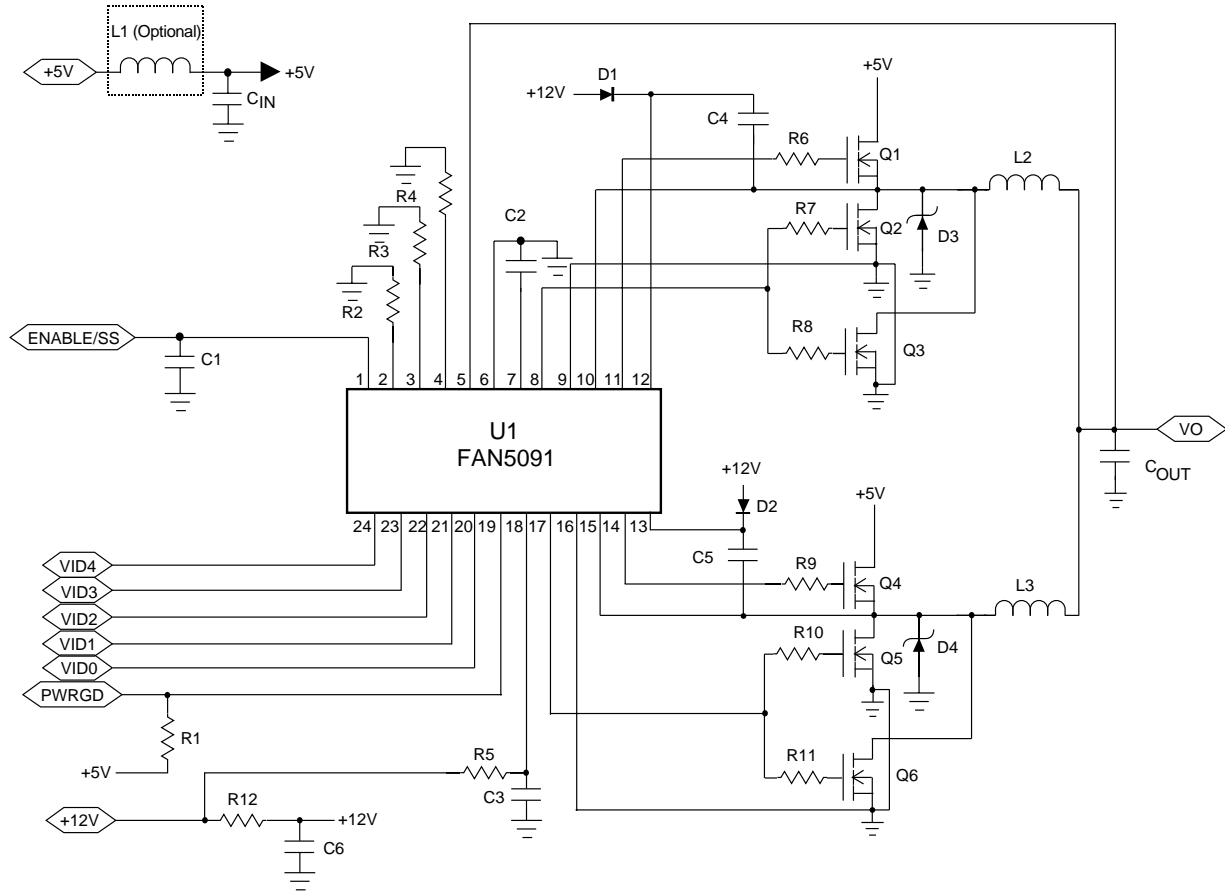 L1 (Optional)
+5V
+5V
CIN
D1
+12V
C4
+5V
R6
Q1
L2
R4
R3
R2
C2
R7
Q2
D3
R8
Q3
ENABLE/SS
C1
1 2 3 4 5 6 7 8 9 10 11 12
U1
FAN5091
VO
COUT
24 23 22 21 20 19 18 17 16 15 14 13
+12V
D2
C5
+5V
R9
Q4
L3
R10
Q5
D4
R11
Q6
VID4
VID3
VID2
VID1
VID0
PWRGD
R1
+5V
R5
C3
+12V
R12
+12V
C6